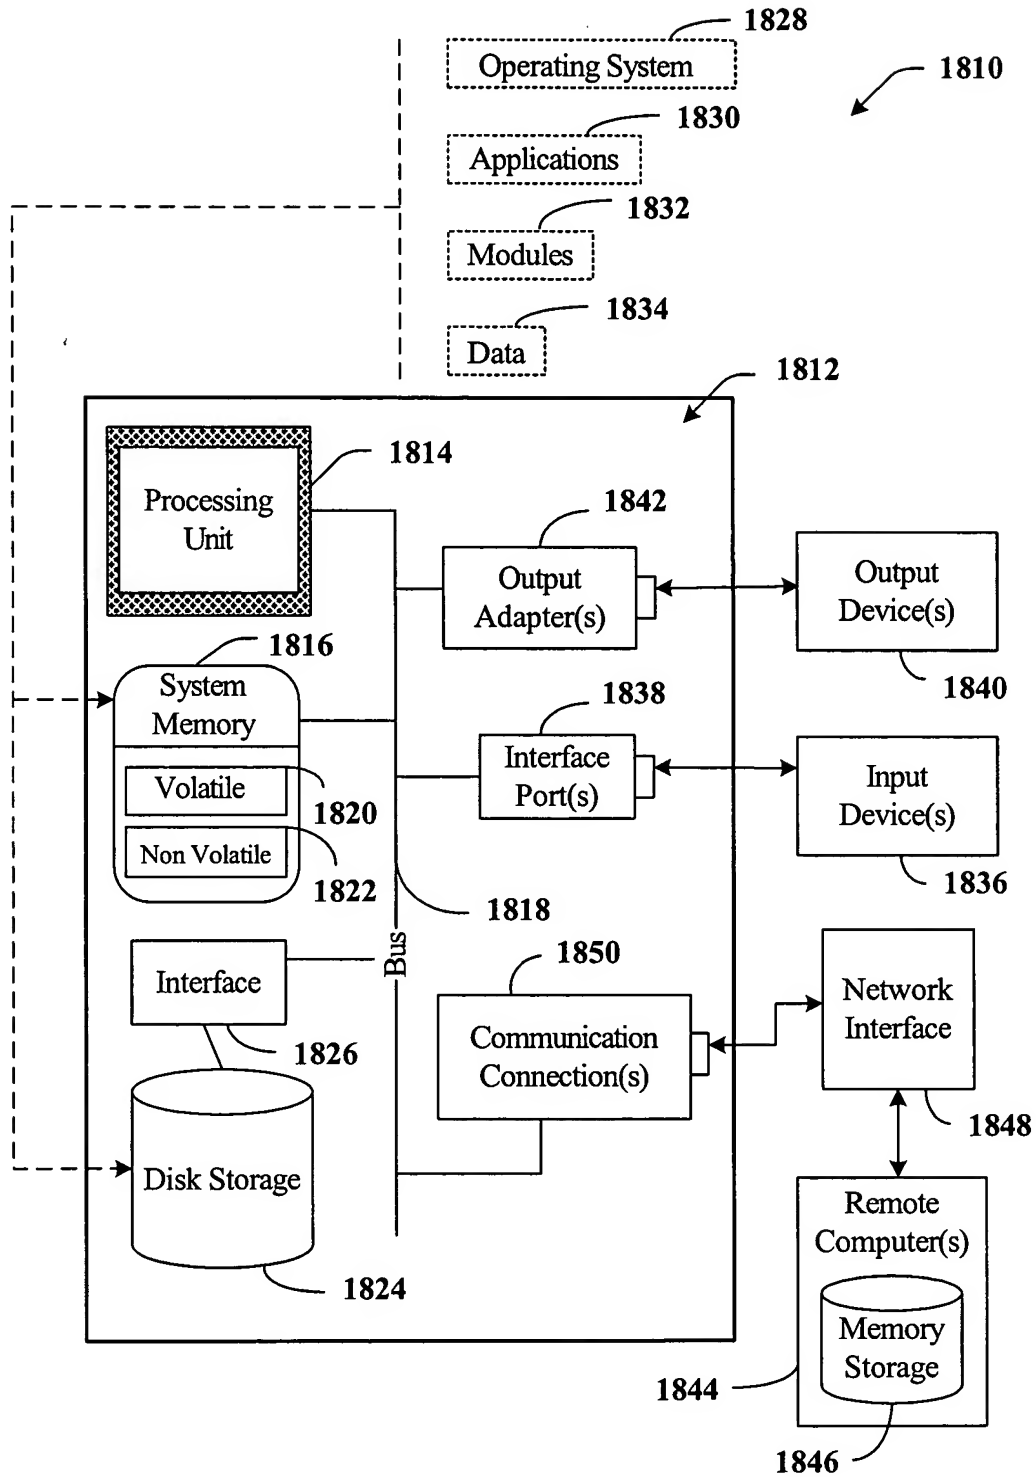 1828
Operating System
1810
1830
Applications
1832
Modules
1834
Data
1812
1814
Processing
Unit
1842
Output
Adapter(s)
Output
Device(s)
1840
1816
System
Memory
1838
Interface
Port(s)
Input
Device(s)
1836
Volatile
1820
Non Volatile
1822
1818
Bus
1850
Interface
1826
Communication
Connection(s)
Network
Interface
1848
Disk Storage
1824
Remote
Computer(s)
Memory
Storage
1844
1846